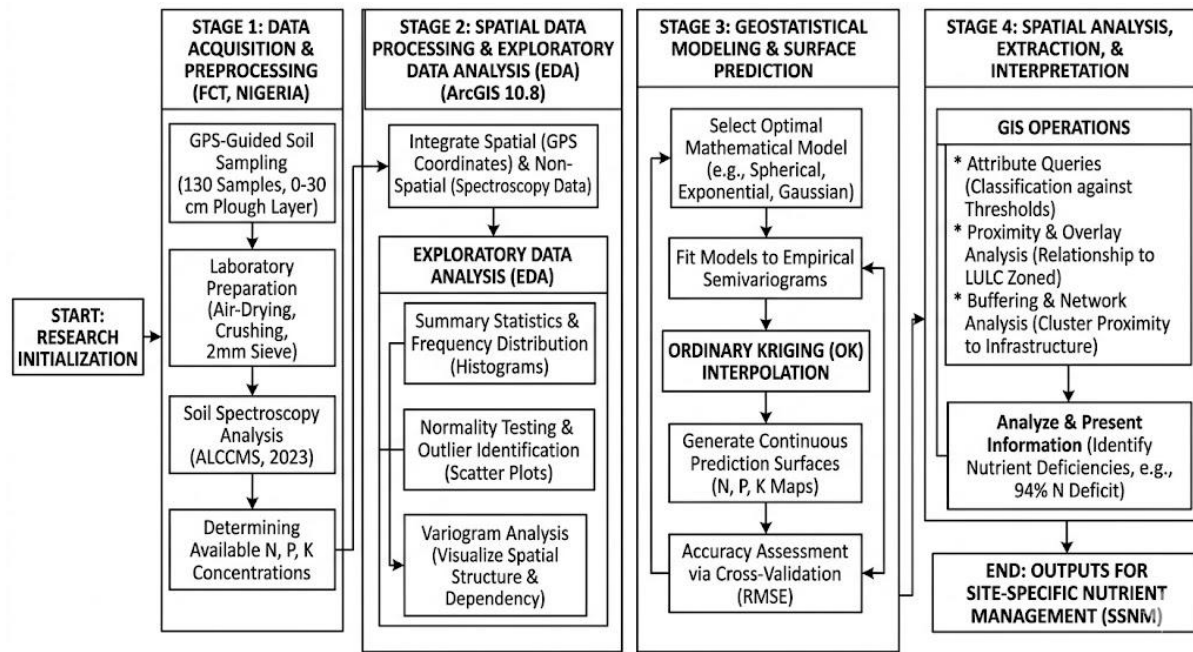 START:
RESEARCH
INITIALIZATION
STAGE 1: DATA
ACQUISITION &
PREPROCESSING
(FCT, NIGERIA)
GPS-Guided Soil
Sampling
(130 Samples, 0-30
cm Plough Layer)
Laboratory
Preparation
(Air-Drying,
Crushing,
2mm Sieve)
Soil Spectroscopy
Analysis
(ALCCMS, 2023)
Determining
Available N, P, K
Concentrations
STAGE 2: SPATIAL DATA
PROCESSING & EXPLORATORY
DATA ANALYSIS (EDA)
(ArcGIS 10.8)
Integrate Spatial (GPS
Coordinates) & Non-
Spatial (Spectroscopy Data)
EXPLORATORY DATA
ANALYSIS (EDA)
Summary Statistics &
Frequency Distribution
(Histograms)
Normality Testing &
Outlier Identification
(Scatter Plots)
Variogram Analysis
(Visualize Spatial
Structure &
Dependency)
STAGE 3: GEOSTATISTICAL
MODELING & SURFACE
PREDICTION
Select Optimal
Mathematical Model
(e.g., Spherical,
Exponential, Gaussian)
Fit Models to Empirical
Semivariograms
ORDINARY KRIGING (OK)
INTERPOLATION
Generate Continuous
Prediction Surfaces
(N, P, K Maps)
Accuracy Assessment
via Cross-Validation
(RMSE)
STAGE 4: SPATIAL ANALYSIS,
EXTRACTION, &
INTERPRETATION
GIS OPERATIONS
* Attribute Queries
(Classification against
Thresholds)
* Proximity & Overlay
Analysis (Relationship to
LULC Zoned)
* Buffering & Network
Analysis (Cluster Proximity
to Infrastructure)
Analyze & Present
Information (Identify
Nutrient Deficiencies, e.g.,
94% N Deficit)
END: OUTPUTS FOR
SITE-SPECIFIC NUTRIENT
MANAGEMENT (SSNM)